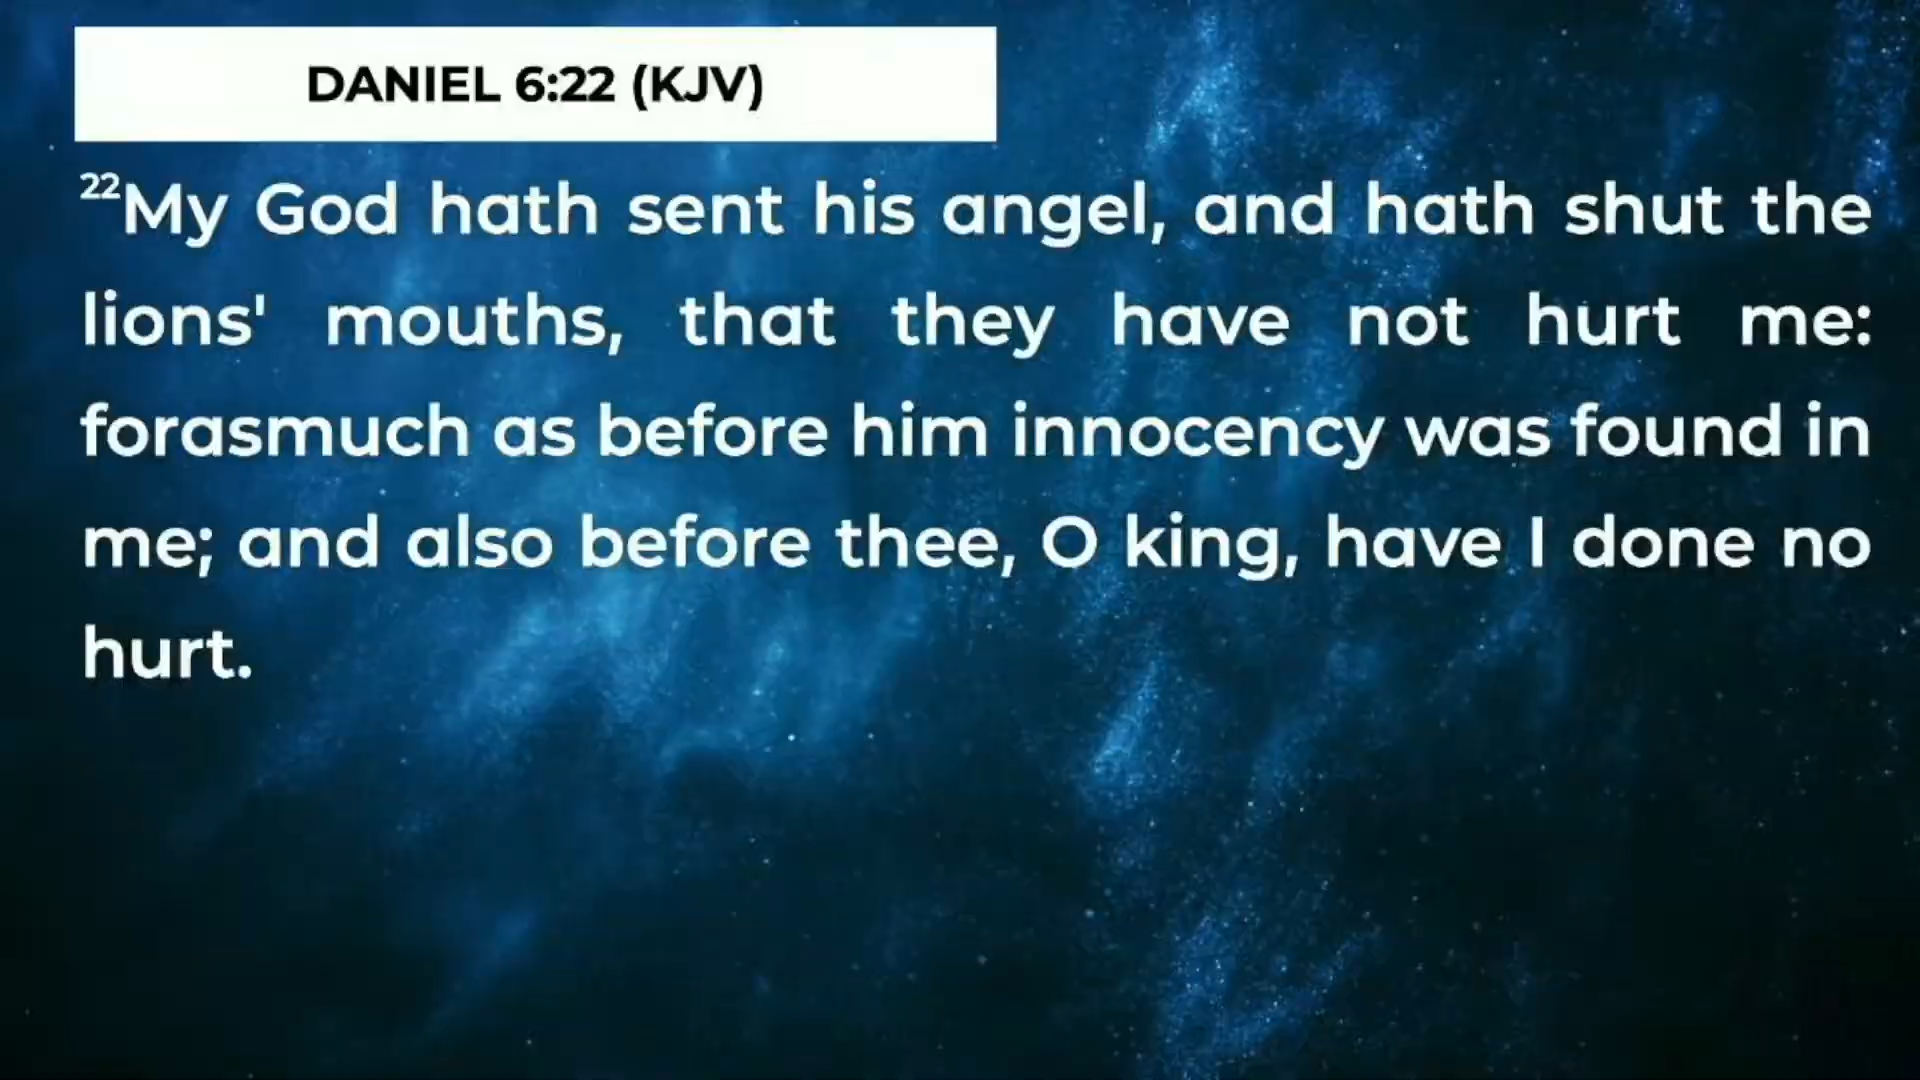 DANIEL 6:22 (KJV)
22My God hath sent his angel, and hath shut the
lions' mouths, that they have not hurt me:
forasmuch as before him innocency was found in
me; and also before thee, O king, have I done no
hurt.